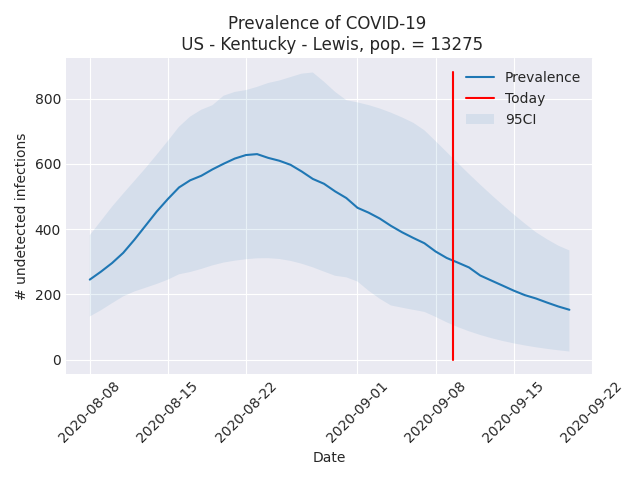 Prevalence of COVID-19
US - Kentucky - Lewis, pop. = 13275
# undetected infections
800
600
400
200
0
Prevalence
Today
95CI
2020-08-08
2020-08-15
2020-08-22
2020-09-01
2020-09-08
2020-09-15
2020-09-22
Date